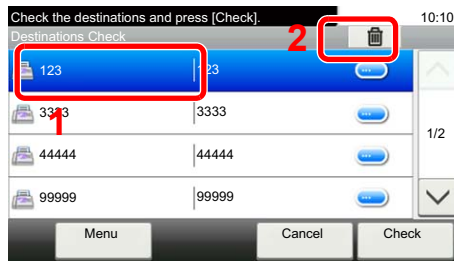 Check the destinations and press [Check].
10:10
Destinations Check
2
123 123
1
3333 3333
1/2
44444 44444
99999 99999
Menu Cancel Check